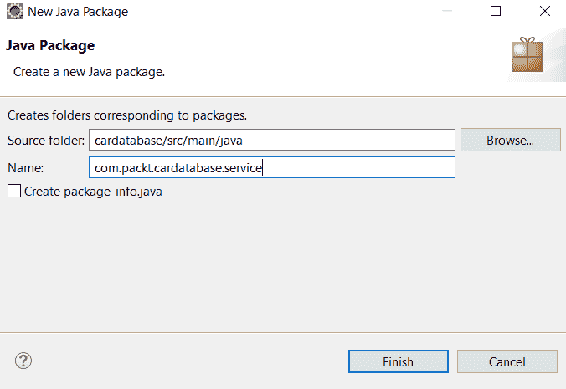 New Java Package
Java Package
Create a new Java package.
Creates folders corresponding to packages.
Source folder: cardatabase/src/main/java Browse...
Name: com.packt.cardatabase.service
Create package-info.java
? Finish Cancel